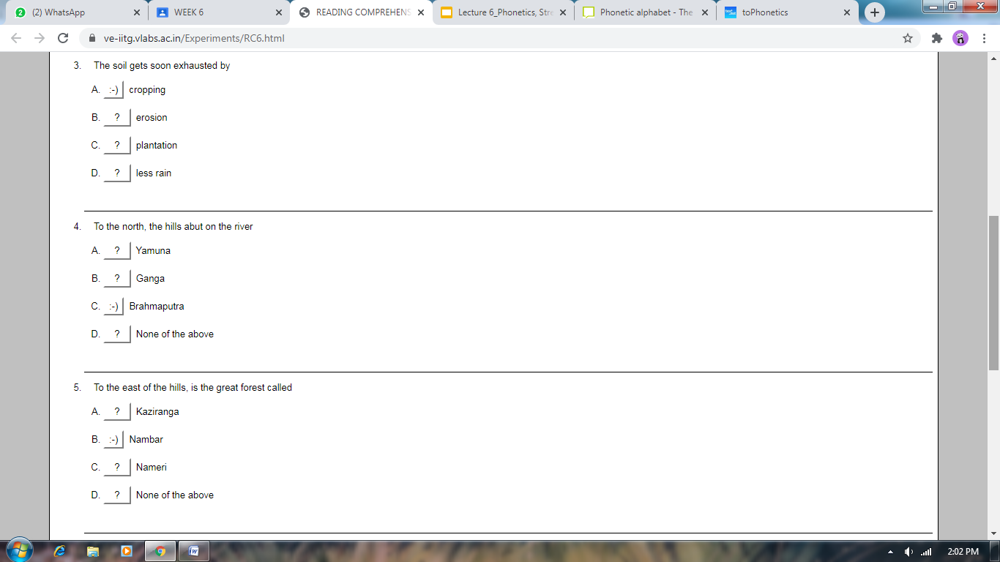 (2) WhatsApp
WEEK 6
READING COMPREHENS
Lecture 6_Phonetics, Stre
Phonetic alphabet - The
toPhonetics
ve-iitg.vlabs.ac.in/Experiments/RC6.html
3. The soil gets soon exhausted by
A. :-) cropping
B. ? erosion
C. ? plantation
D. ? less rain
4. To the north, the hills abut on the river
A. ? Yamuna
B. ? Ganga
C. :-) Brahmaputra
D. ? None of the above
5. To the east of the hills, is the great forest called
A. ? Kaziranga
B. :-) Nambar
C. ? Nameri
D. ? None of the above
2:02 PM